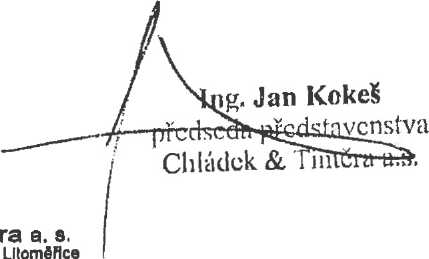 Ing. Jan Kokeš
předseda představenstva
Chládek & Tintěra a.s.
ra a. s.
Litoměřice